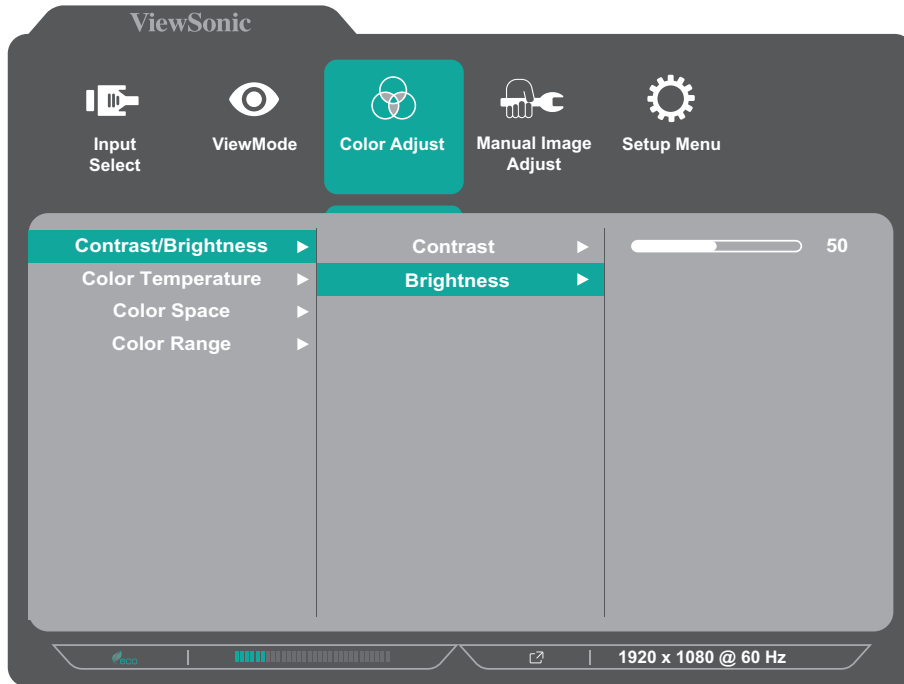 ViewSonic
Input
Select
ViewMode
Color Adjust
Manual Image
Adjust
Setup Menu
Contrast/Brightness
Contrast
50
Color Temperature
Brightness
Color Space
Color Range
eco
1920 x 1080 @ 60 Hz